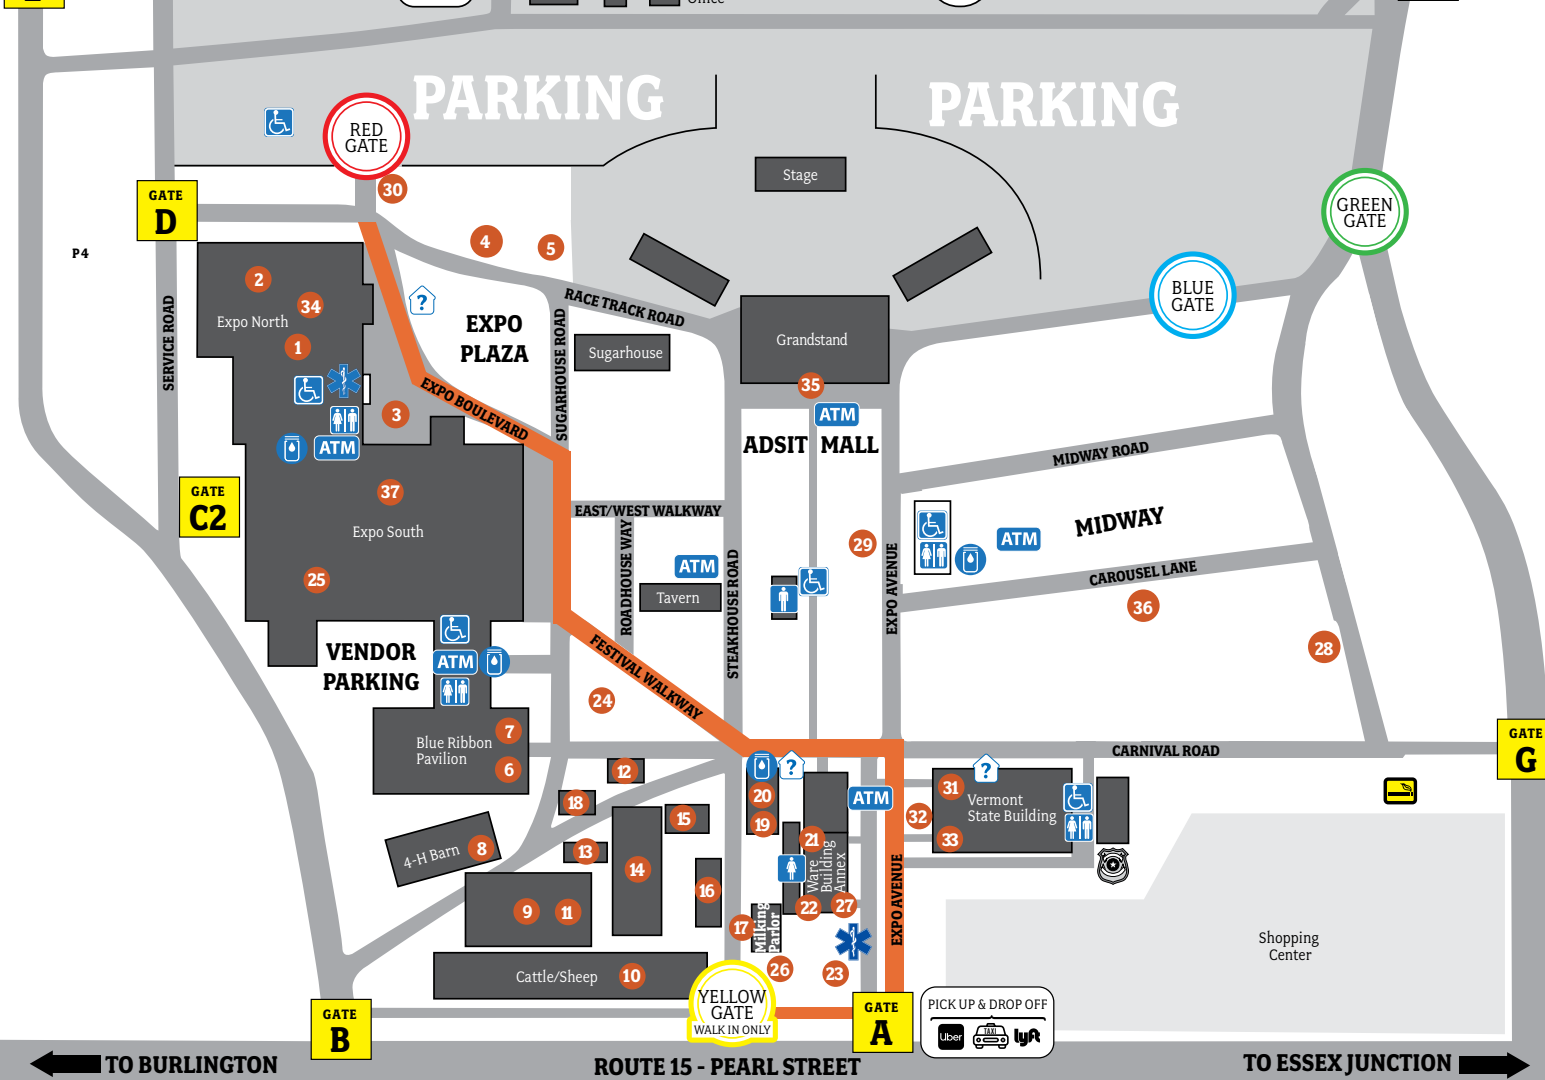 Office
PARKING
PARKING
RED
GATE
Stage
30
GATE
D
GREEN
GATE
4
5
P4
2
34
Expo North
1
?
BLUE
GATE
EXPO
PLAZA
RACE TRACK ROAD
SERVICE ROAD
SUGARHOUSE ROAD
Sugarhouse
Grandstand
35
ATM
EXPO BOULEVARD
3
ATM
ADSIT MALL
MIDWAY ROAD
GATE
C2
37
Expo South
EAST/WEST WALKWAY
MIDWAY
ATM
29
25
ROADHOUSE WAY
ATM
Tavern
STEAKHOUSE ROAD
EXPO AVENUE
CAROUSEL LANE
36
28
VENDOR
PARKING
ATM
FESTIVAL WALKWAY
24
7
Blue Ribbon
Pavilion
6
CARNIVAL ROAD
GATE
G
12
?
?
20
ATM
31
Vermont
State Building
18
15
19
32
33
21
4-H Barn
8
13
14
Ware
Building
Annex
EXPO AVENUE
16
9
11
22
27
17
Milking
Parlor
Shopping
Center
26
23
Cattle/Sheep
10
YELLOW
GATE
WALK IN ONLY
GATE
A
PICK UP & DROP OFF
Uber
TAXI
lyft
GATE
B
TO BURLINGTON
ROUTE 15 - PEARL STREET
TO ESSEX JUNCTION